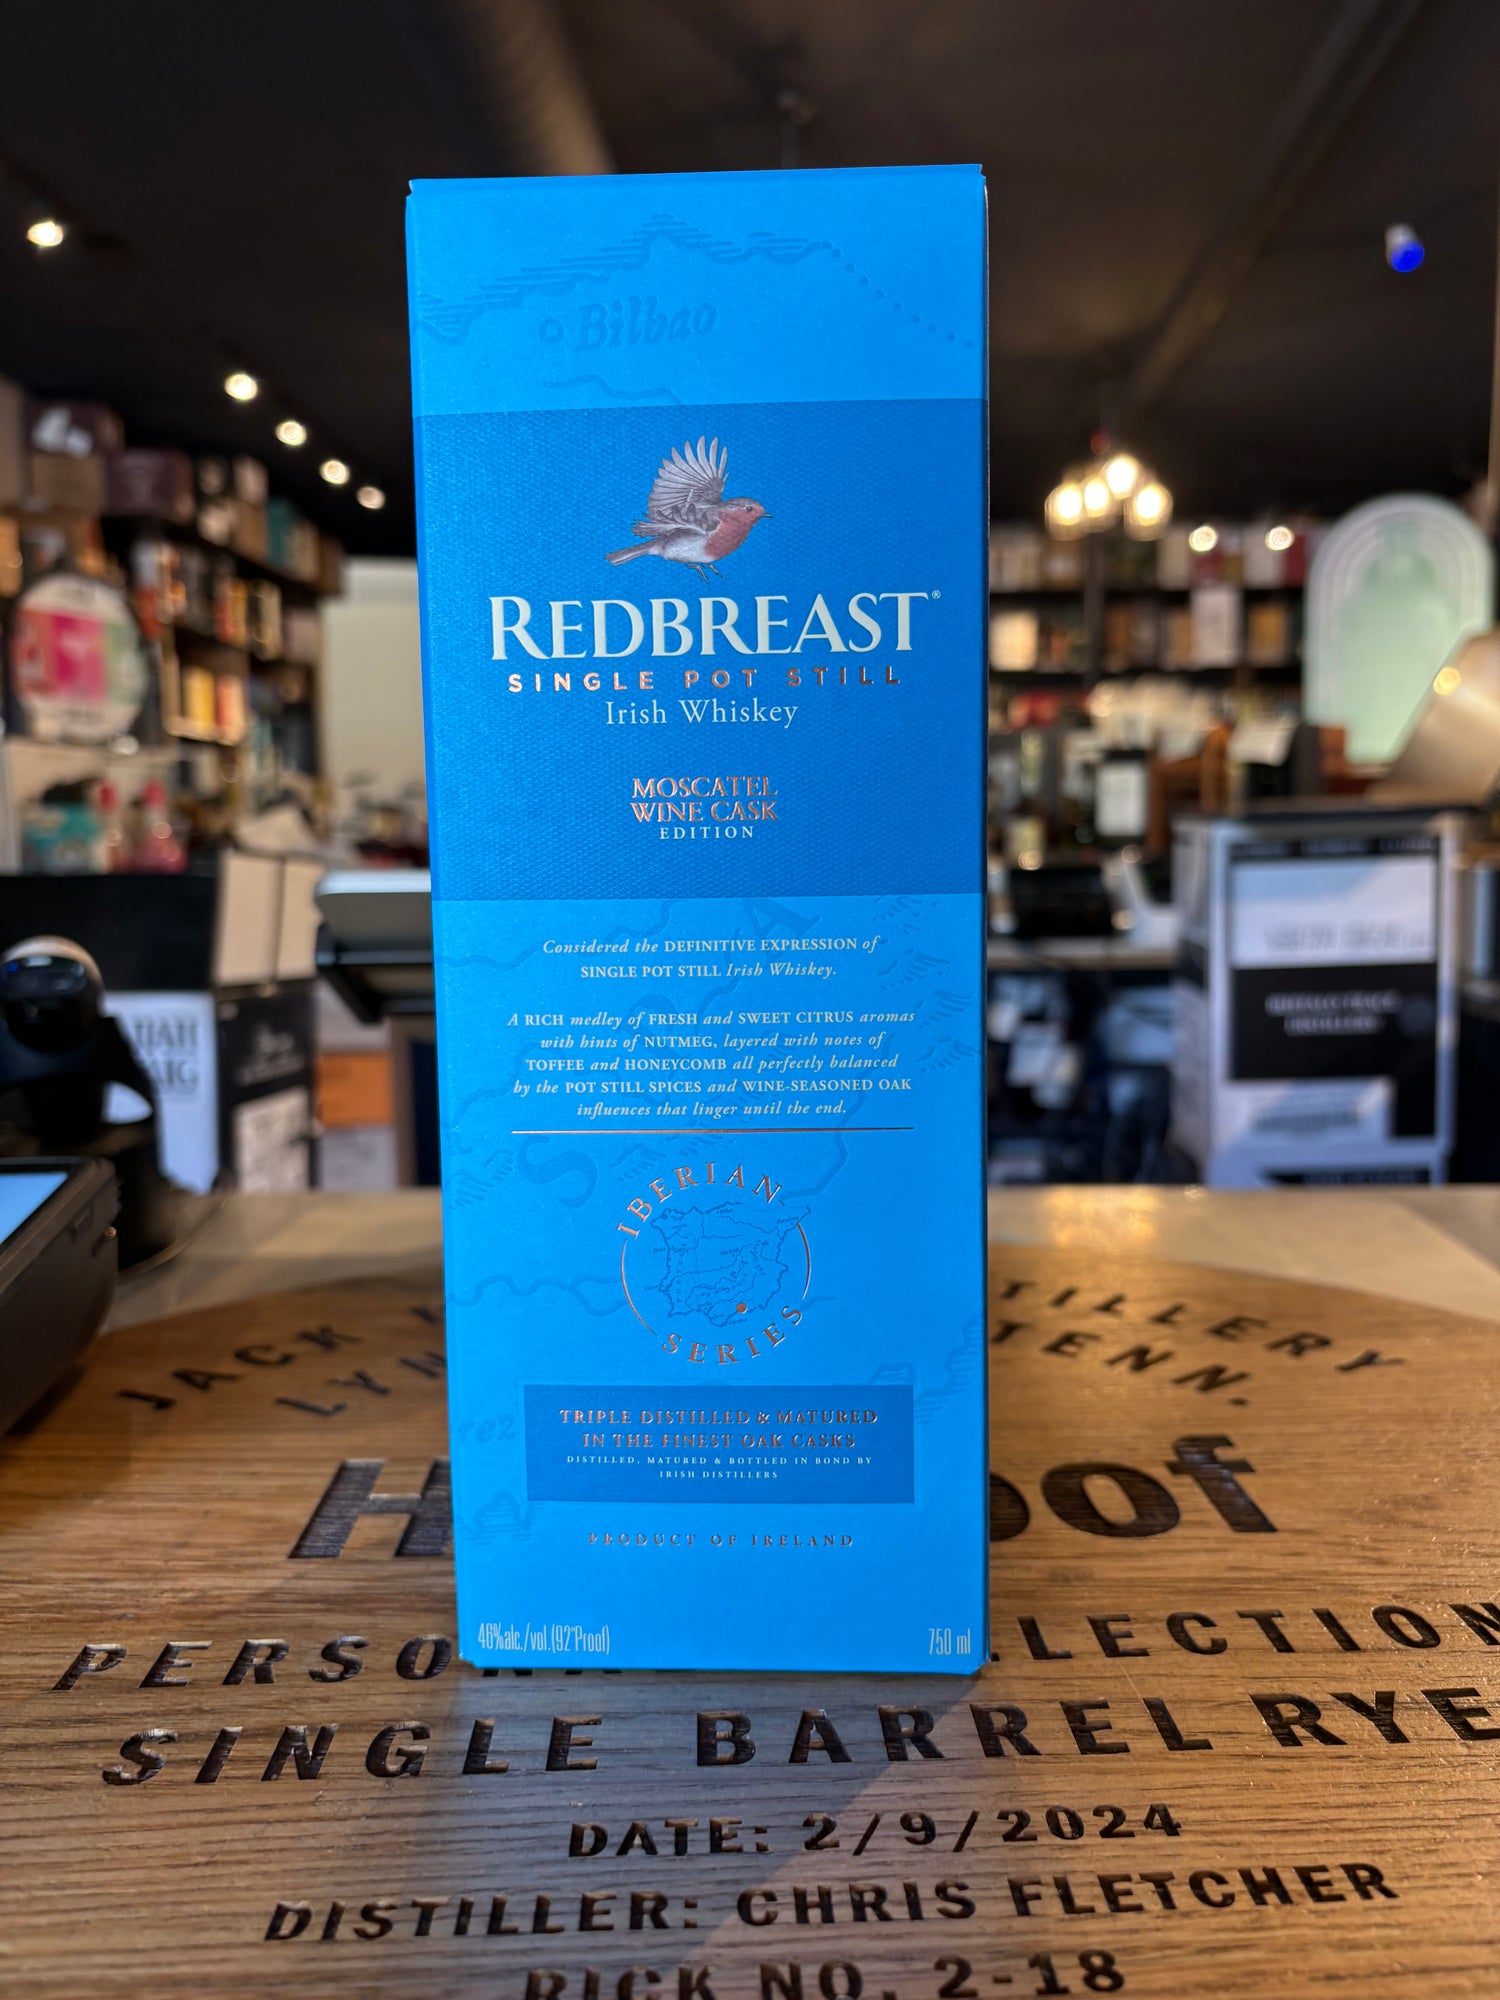 Bilbao
REDBREAST®
SINGLE POT STILL
Irish Whiskey
MOSCATEL
WINE CASK
EDITION
Considered the DEFINITIVE EXPRESSION of
SINGLE POT STILL Irish Whiskey.
A RICH medley of FRESH and SWEET CITRUS aromas
with hints of NUTMEG, layered with notes of
TOFFEE and HONEYCOMB all perfectly balanced
by the POT STILL SPICES and WINE-SEASONED OAK
influences that linger until the end.
IBERIAN
SERIES
TRIPLE DISTILLED & MATURED
IN THE FINEST OAK CASKS
DISTILLED, MATURED & BOTTLED IN BOND BY
IRISH DISTILLERS
PRODUCT OF IRELAND
46%alc./vol.(92°Proof)
750 ml
JACK
TENN.
SINGLE BARREL RYE
DATE: 2/9/2024
DISTILLER: CHRIS FLETCHER
RICK NO. 2-18